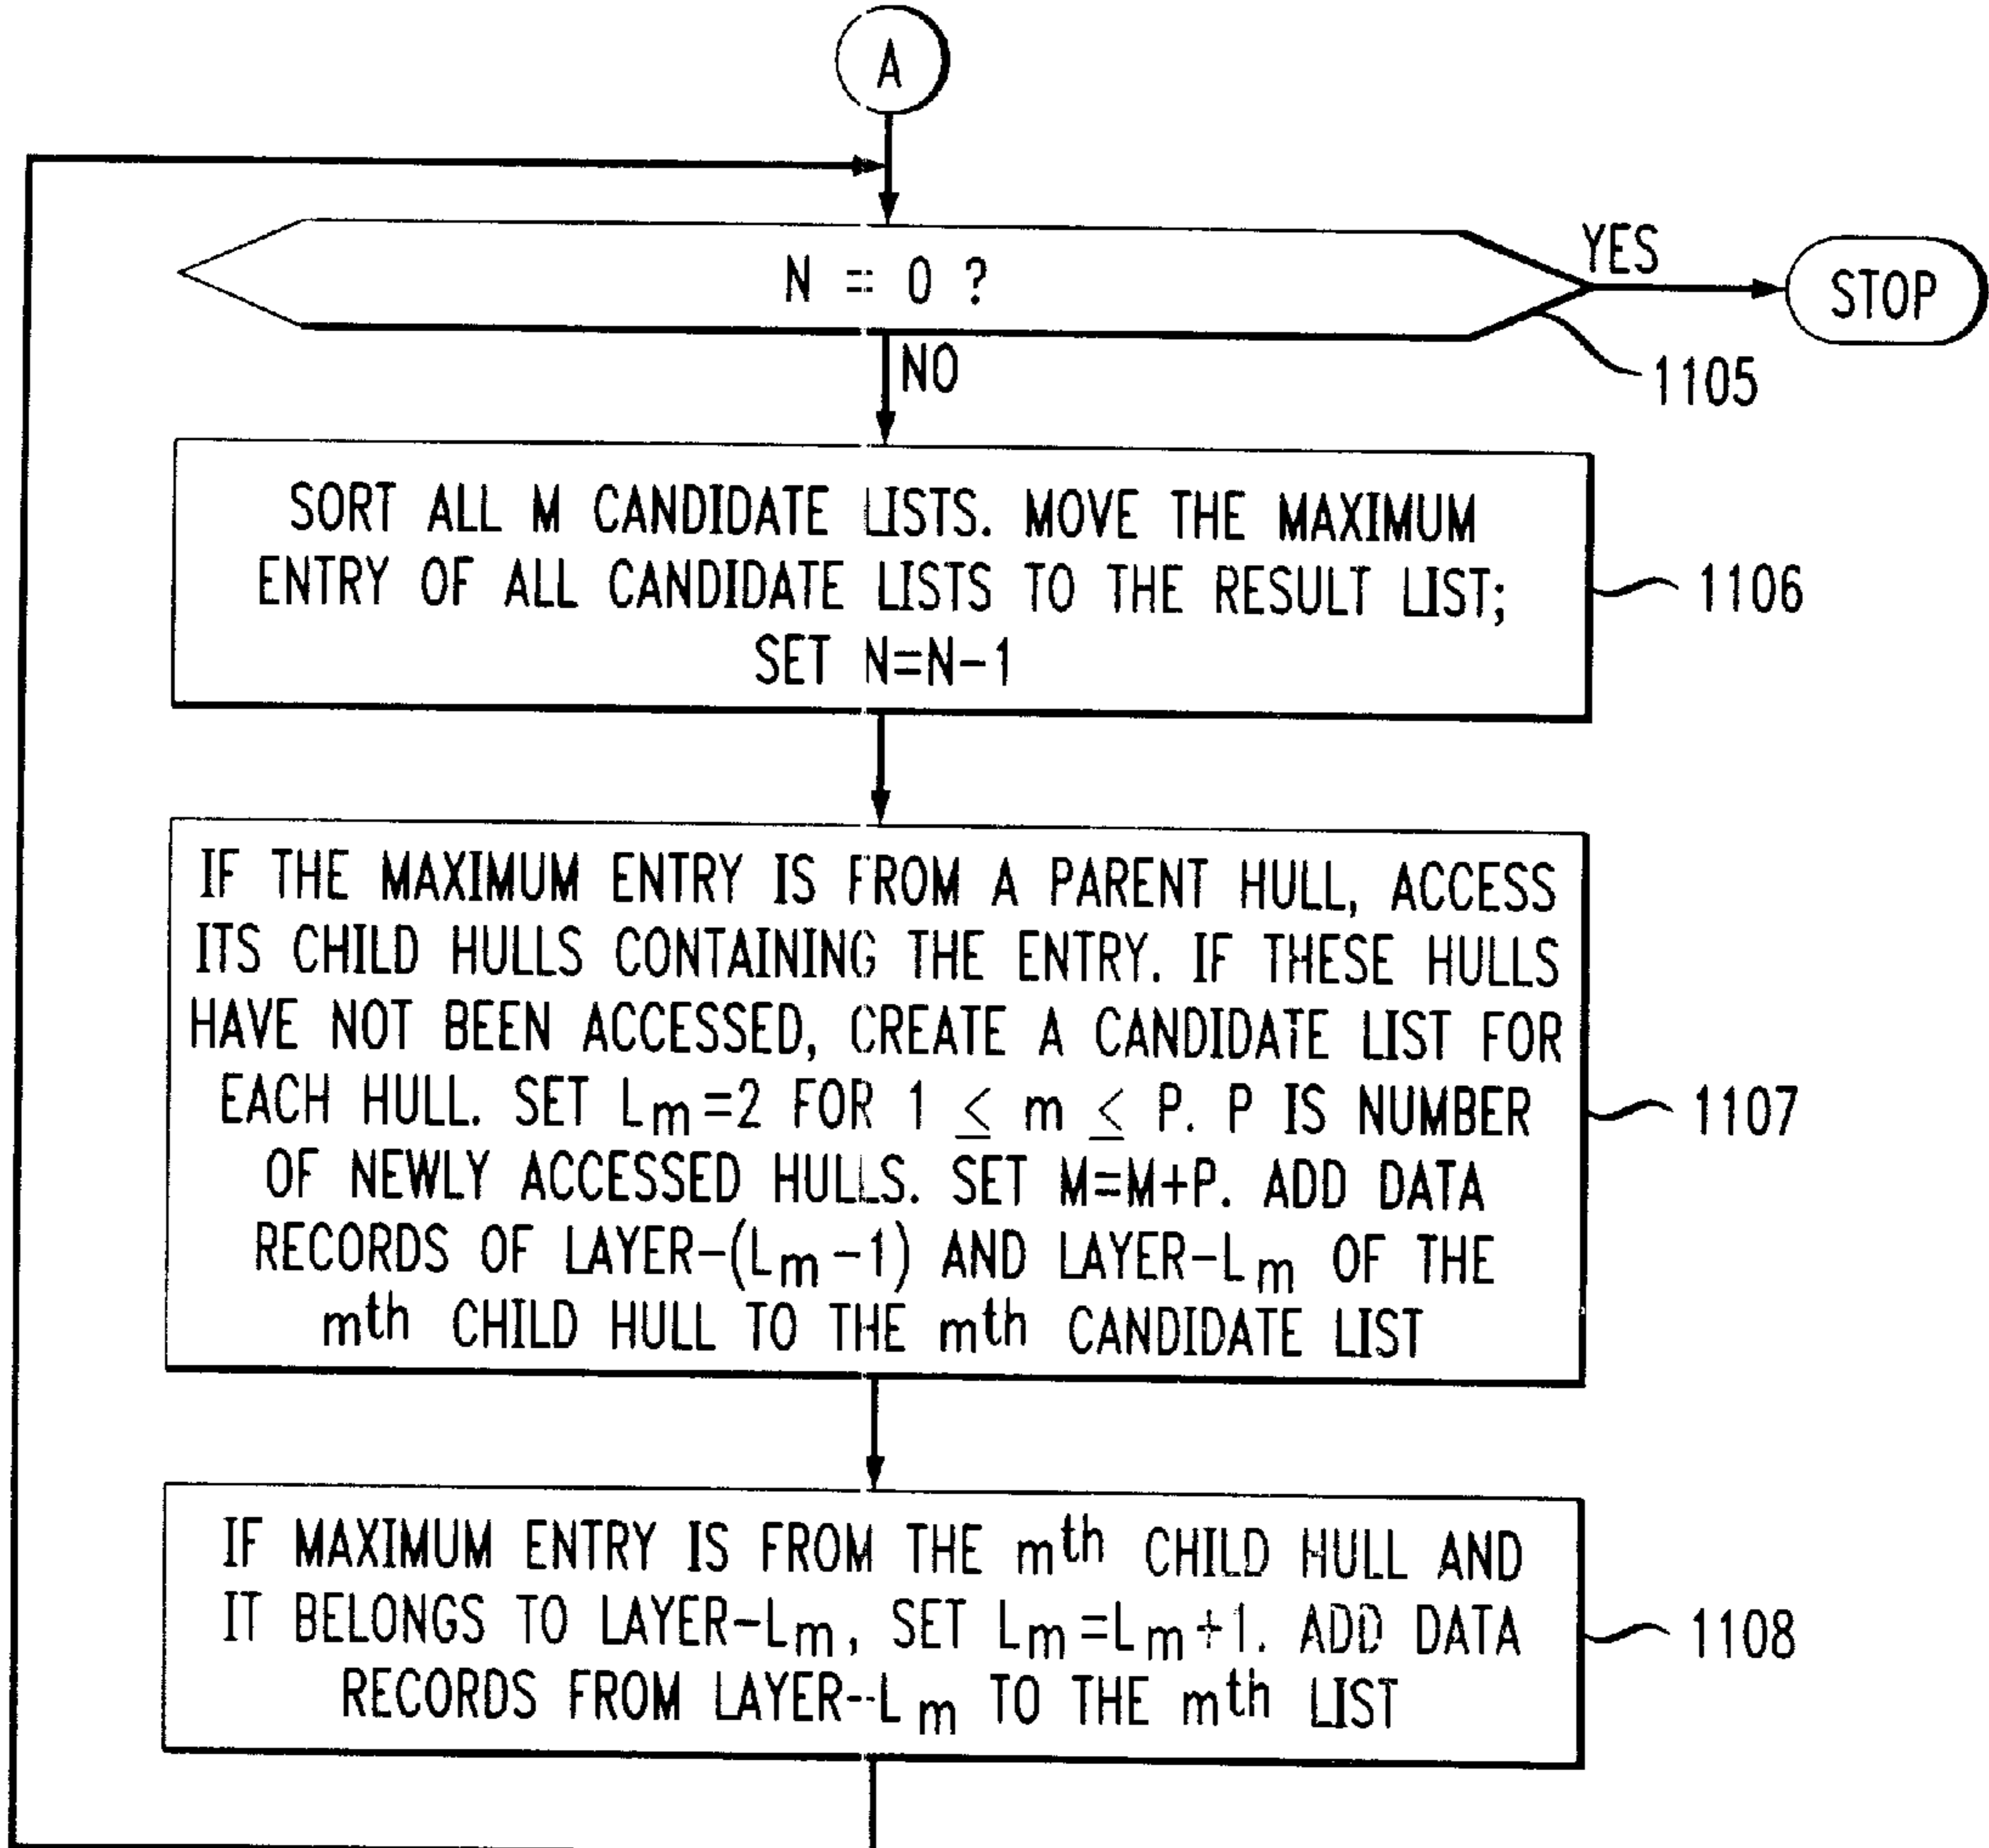 A
N = 0 ?
YES
STOP
1105
NO
SORT ALL M CANDIDATE LISTS. MOVE THE MAXIMUM
ENTRY OF ALL CANDIDATE LISTS TO THE RESULT LIST;
SET N=N-1
1106
IF THE MAXIMUM ENTRY IS FROM A PARENT HULL, ACCESS
ITS CHILD HULLS CONTAINING THE ENTRY. IF THESE HULLS
HAVE NOT BEEN ACCESSED, CREATE A CANDIDATE LIST FOR
EACH HULL. SET Lm=2 FOR 1 ≤ m ≤ P. P IS NUMBER
OF NEWLY ACCESSED HULLS. SET M=M+P. ADD DATA
RECORDS OF LAYER-(Lm-1) AND LAYER-Lm OF THE
mth CHILD HULL TO THE mth CANDIDATE LIST
1107
IF MAXIMUM ENTRY IS FROM THE mth CHILD HULL AND
IT BELONGS TO LAYER-Lm, SET Lm=Lm+1. ADD DATA
RECORDS FROM LAYER-Lm TO THE mth LIST
1108